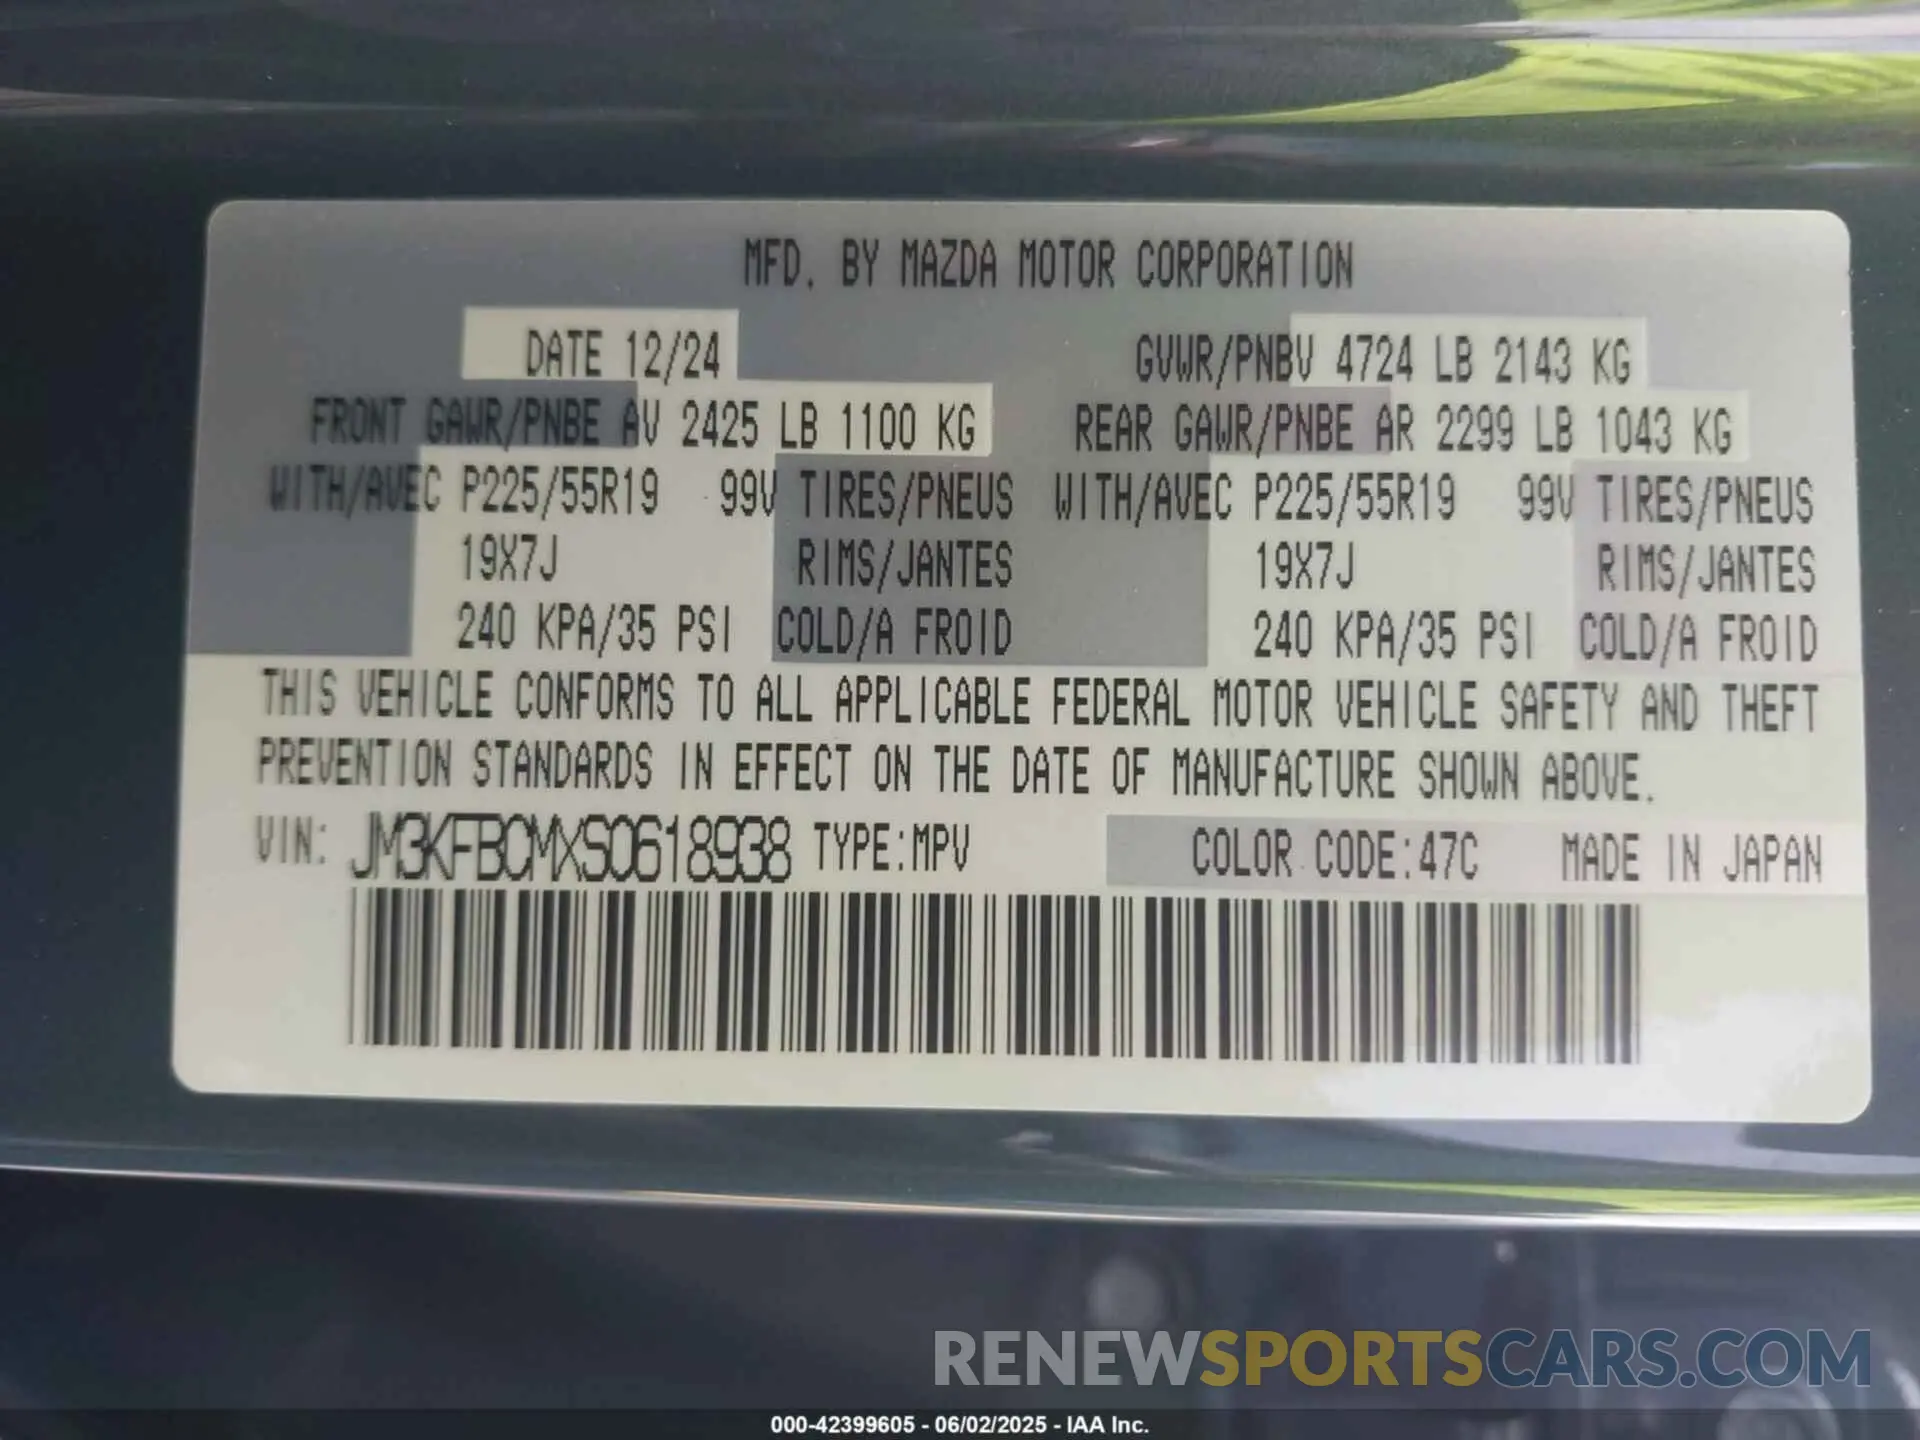 MFD. BY MAZDA MOTOR CORPORATION
DATE 12/24 GVWR/PNBV 4724 LB 2143 KG
FRONT GAWR/PNBE AV 2425 LB 1100 KG REAR GAWR/PNBE AR 2299 LB 1043 KG
WITH/AVEC P225/55R19 99V TIRES/PNEUS WITH/AVEC P225/55R19 99V TIRES/PNEUS
19X7J RIMS/JANTES 19X7J RIMS/JANTES
240 KPA/35 PSI COLD/A FROID 240 KPA/35 PSI COLD/A FROID
THIS VEHICLE CONFORMS TO ALL APPLICABLE FEDERAL MOTOR VEHICLE SAFETY AND THEFT
PREVENTION STANDARDS IN EFFECT ON THE DATE OF MANUFACTURE SHOWN ABOVE.
VIN: JM3KFBCMXS0618938 TYPE:MPV COLOR CODE:47C MADE IN JAPAN
RENEWSPORTSCARS.COM
000-42399605 - 06/02/2025 - IAA Inc.